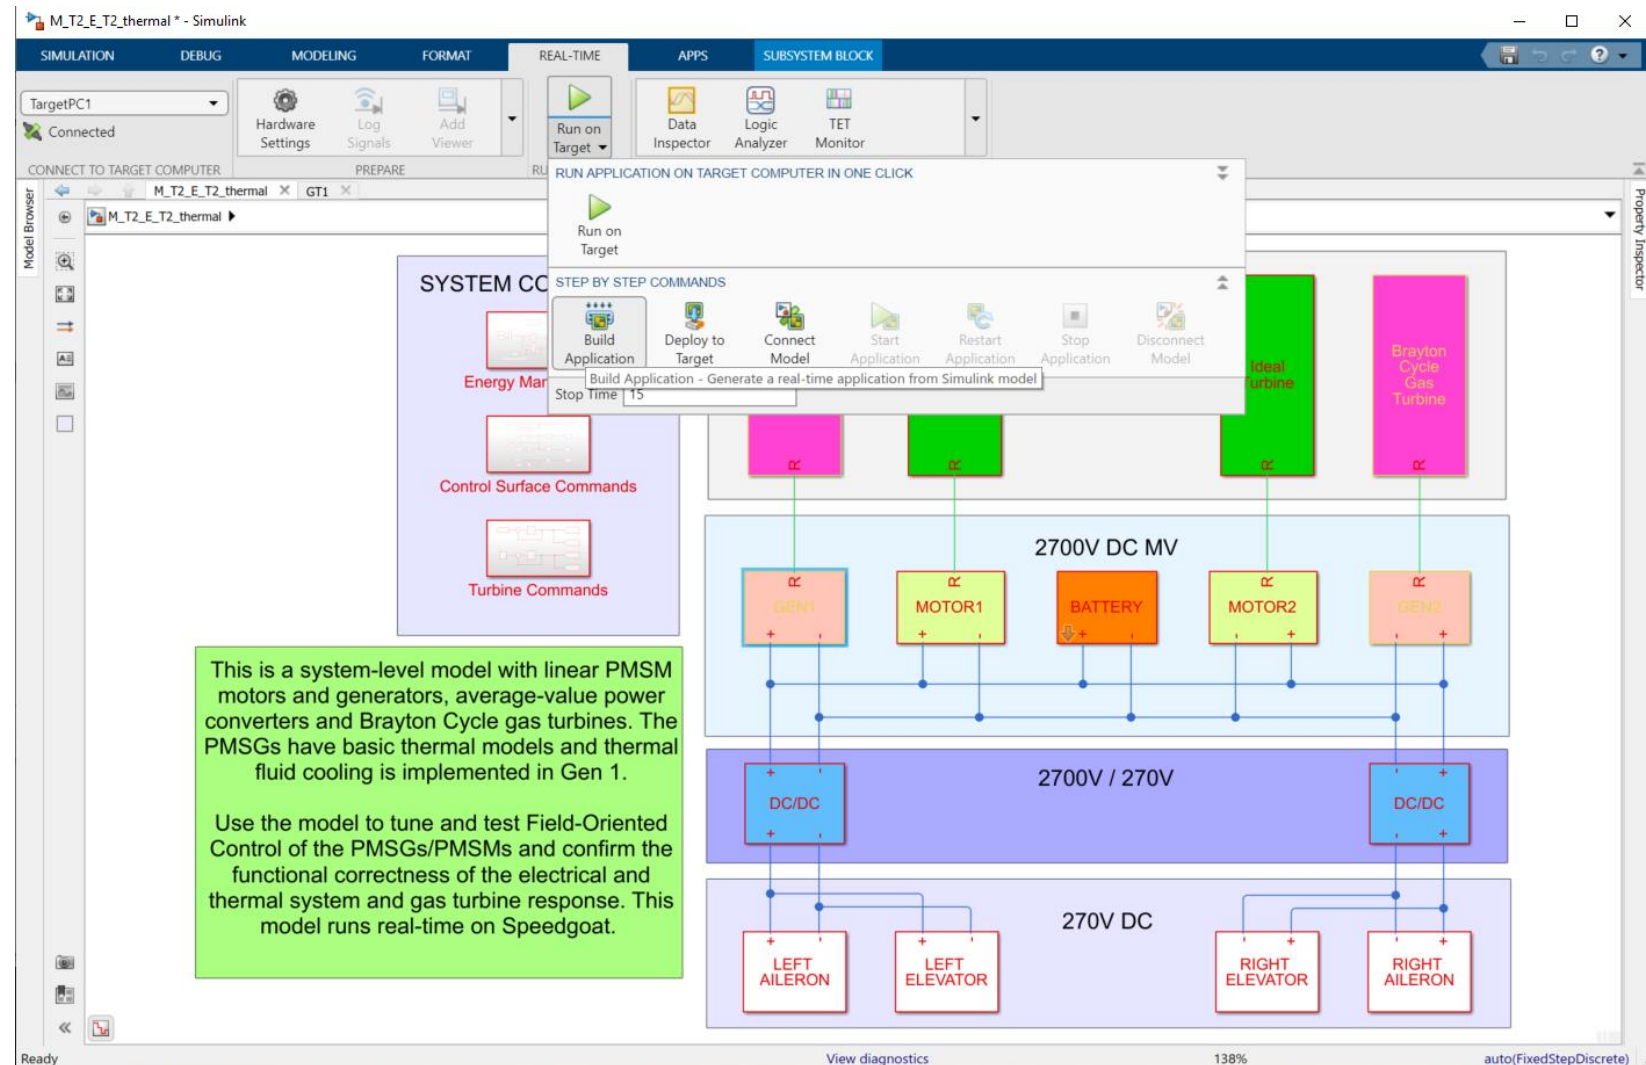 M_T2_E_T2_thermal * - Simulink
SIMULATION DEBUG MODELING FORMAT REAL-TIME APPS SUBSYSTEM BLOCK
?
TargetPC1
Connected
Hardware
Settings
Log
Signals
Add
Viewer
Run on
Target
Data
Inspector
Logic
Analyzer
TET
Monitor
CONNECT TO TARGET COMPUTER
PREPARE
RU
RUN APPLICATION ON TARGET COMPUTER IN ONE CLICK
Run on
Target
STEP BY STEP COMMANDS
Build
Application
Deploy to
Target
Connect
Model
Start
Application
Restart
Application
Stop
Application
Disconnect
Model
Build Application - Generate a real-time application from Simulink model
Stop Time 15
Model Browser
Property Inspector
M_T2_E_T2_thermal
GT1
M_T2_E_T2_thermal
SYSTEM CO
Energy Man
Control Surface Commands
Turbine Commands
Ideal
Turbine
Brayton
Cycle
Gas
Turbine
R R R R
2700V DC MV
R R R R
GEN1 MOTOR1 BATTERY MOTOR2 GEN2
+ - + - + - - + - +
This is a system-level model with linear PMSM
motors and generators, average-value power
converters and Brayton Cycle gas turbines. The
PMSGs have basic thermal models and thermal
fluid cooling is implemented in Gen 1.
Use the model to tune and test Field-Oriented
Control of the PMSGs/PMSMs and confirm the
functional correctness of the electrical and
thermal system and gas turbine response. This
model runs real-time on Speedgoat.
2700V / 270V
+ - - +
DC/DC DC/DC
+ - - +
270V DC
+ - + - - + - +
LEFT
AILERON
LEFT
ELEVATOR
RIGHT
ELEVATOR
RIGHT
AILERON
Ready
View diagnostics
138%
auto(FixedStepDiscrete)